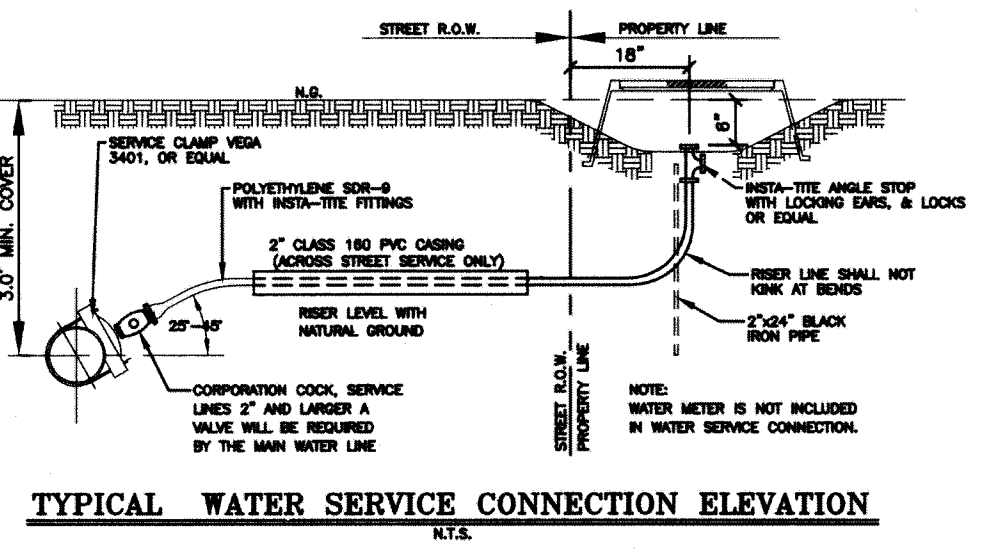 STREET R.O.W.
PROPERTY LINE
18"
N.G.
6"
3.0' MIN. COVER
SERVICE CLAMP VEGA
3401, OR EQUAL
POLYETHYLENE SDR-9
WITH INSTA-TITE FITTINGS
INSTA-TITE ANGLE STOP
WITH LOCKING EARS, & LOCKS
OR EQUAL
2" CLASS 160 PVC CASING
(ACROSS STREET SERVICE ONLY)
RISER LINE SHALL NOT
KINK AT BENDS
RISER LEVEL WITH
NATURAL GROUND
25°-45°
2"x24" BLACK
IRON PIPE
STREET R.O.W.
PROPERTY LINE
CORPORATION COCK, SERVICE
LINES 2" AND LARGER A
VALVE WILL BE REQUIRED
BY THE MAIN WATER LINE
NOTE:
WATER METER IS NOT INCLUDED
IN WATER SERVICE CONNECTION.
TYPICAL WATER SERVICE CONNECTION ELEVATION
N.T.S.